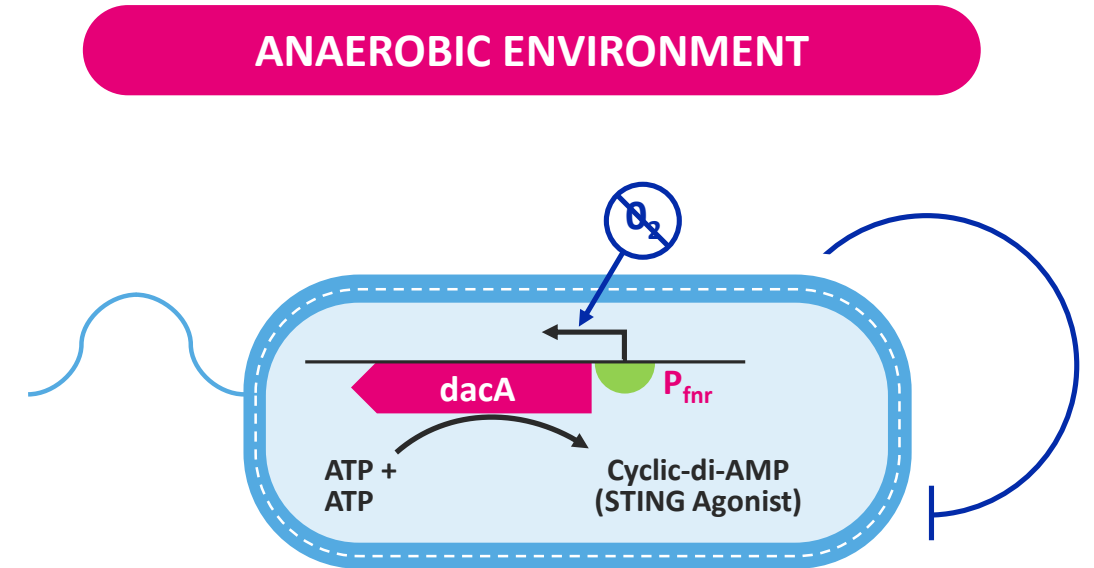 ANAEROBIC ENVIRONMENT
O2
dacA
Pfnr
ATP +
ATP
Cyclic-di-AMP
(STING Agonist)